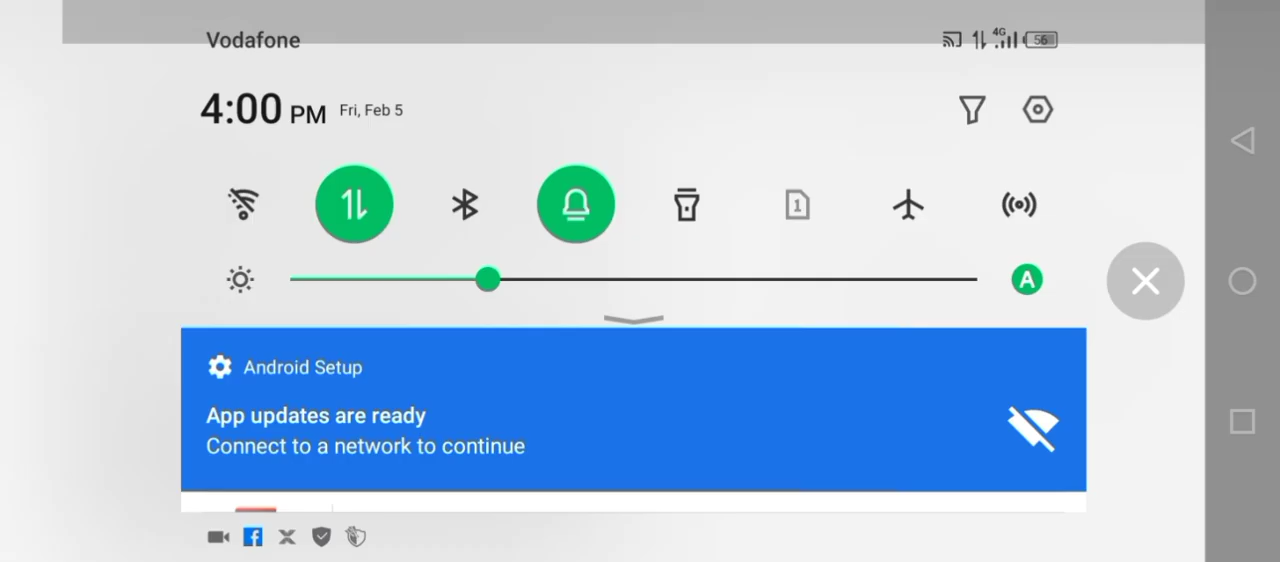 Vodafone
4G
56
4:00 PM Fri, Feb 5
1
A
Android Setup
App updates are ready
Connect to a network to continue